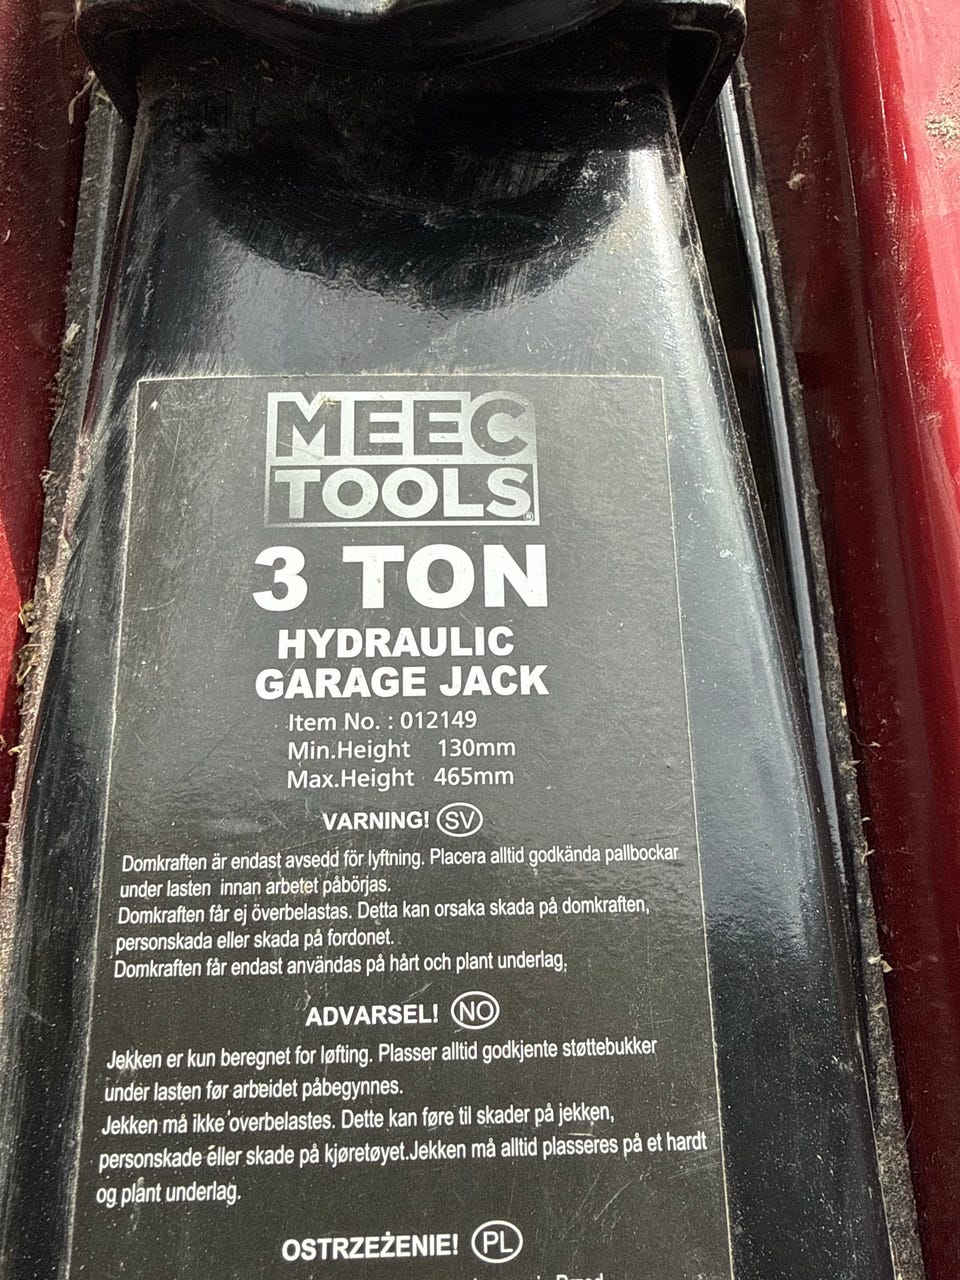 MEEC
TOOLS®
3 TON
HYDRAULIC
GARAGE JACK
Item No. : 012149
Min.Height 130mm
Max.Height 465mm
VARNING! SV
Domkraften är endast avsedd för lyftning. Placera alltid godkända pallbockar
under lasten innan arbetet påbörjas.
Domkraften får ej överbelastas. Detta kan orsaka skada på domkraften,
personskada eller skada på fordonet.
Domkraften får endast användas på hårt och plant underlag.
ADVARSEL! NO
Jekken er kun beregnet for løfting. Plasser alltid godkjente støttebukker
under lasten før arbeidet påbegynnes.
Jekken må ikke overbelastes. Dette kan føre til skader på jekken,
personskade eller skade på kjøretøyet.Jekken må alltid plasseres på et hardt
og plant underlag.
OSTRZEŻENIE! PL